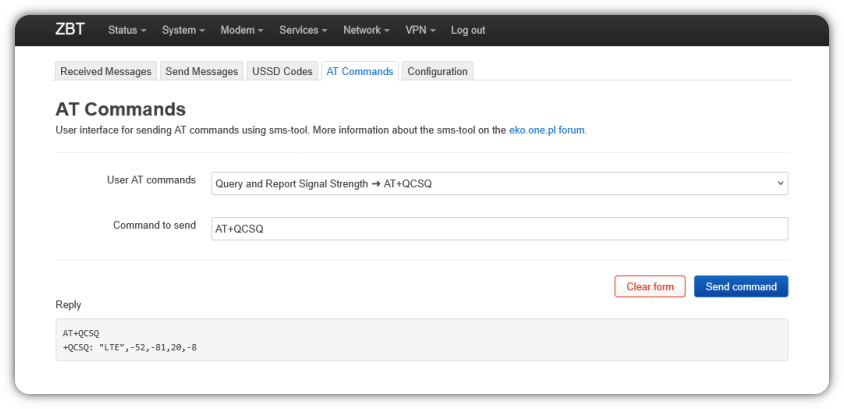 ZBT Status System Modem Services Network VPN Log out
Received Messages Send Messages USSD Codes AT Commands Configuration
AT Commands
User interface for sending AT commands using sms-tool. More information about the sms-tool on the eko.one.pl forum.
User AT commands Query and Report Signal Strength ➔ AT+QCSQ
Command to send AT+QCSQ
Clear form Send command
Reply
AT+QCSQ
+QCSQ: "LTE",-52,-81,20,-8